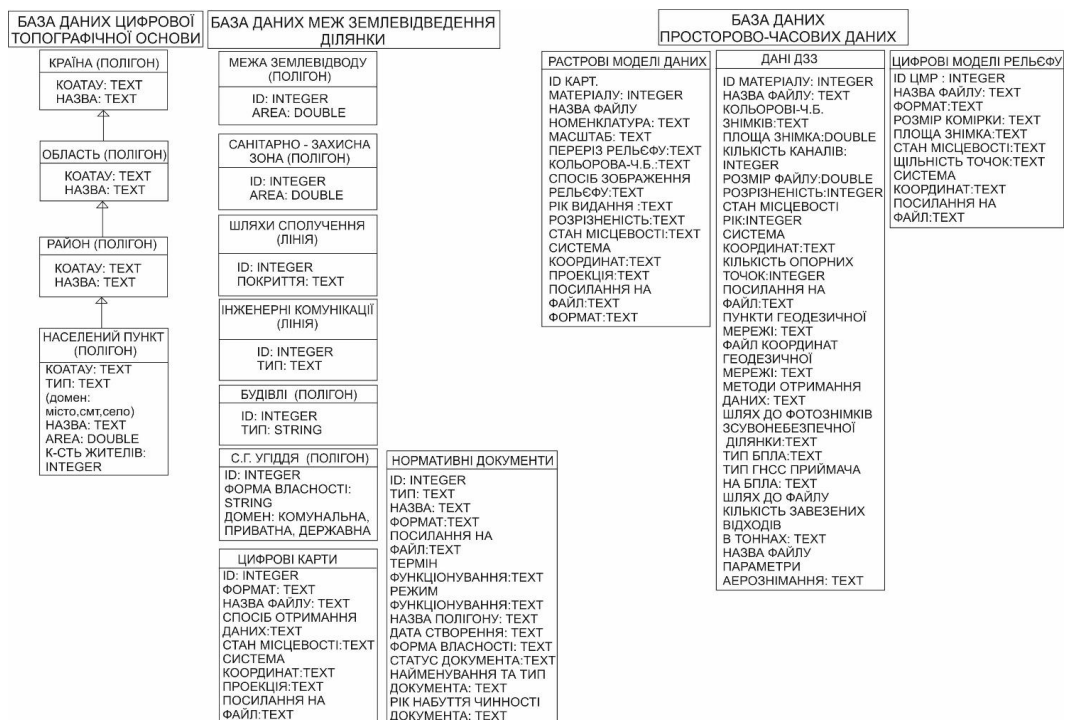 БАЗА ДАНИХ ЦИФРОВОЇ
ТОПОГРАФІЧНОЇ ОСНОВИ
КРАЇНА (ПОЛІГОН)
КОАТАУ: TEXT
НАЗВА: TEXT
ОБЛАСТЬ (ПОЛІГОН)
КОАТАУ: TEXT
НАЗВА: TEXT
РАЙОН (ПОЛІГОН)
КОАТАУ: TEXT
НАЗВА: TEXT
НАСЕЛЕНИЙ ПУНКТ
(ПОЛІГОН)
КОАТАУ: TEXT
ТИП: TEXT
(домен:
місто,смт,село)
НАЗВА: TEXT
AREA: DOUBLE
К-СТЬ ЖИТЕЛІВ:
INTEGER
БАЗА ДАНИХ МЕЖ ЗЕМЛЕВІДВЕДЕННЯ
ДІЛЯНКИ
МЕЖА ЗЕМЛЕВІДВОДУ
(ПОЛІГОН)
ID: INTEGER
AREA: DOUBLE
САНІТАРНО - ЗАХИСНА
ЗОНА (ПОЛІГОН)
ID: INTEGER
AREA: DOUBLE
ШЛЯХИ СПОЛУЧЕННЯ
(ЛІНІЯ)
ID: INTEGER
ПОКРИТТЯ: TEXT
ІНЖЕНЕРНІ КОМУНІКАЦІЇ
(ЛІНІЯ)
ID: INTEGER
ТИП: TEXT
БУДІВЛІ (ПОЛІГОН)
ID: INTEGER
ТИП: STRING
С.Г. УГІДДЯ (ПОЛІГОН)
ID: INTEGER
ФОРМА ВЛАСНОСТІ:
STRING
ДОМЕН: КОМУНАЛЬНА,
ПРИВАТНА, ДЕРЖАВНА
ЦИФРОВІ КАРТИ
ID: INTEGER
ФОРМАТ: TEXT
НАЗВА ФАЙЛУ: TEXT
СПОСІБ ОТРИМАННЯ
ДАНИХ:TEXT
СТАН МІСЦЕВОСТІ:TEXT
СИСТЕМА
КООРДИНАТ:TEXT
ПРОЕКЦІЯ:TEXT
ПОСИЛАННЯ НА
ФАЙЛ:TEXT
НОРМАТИВНІ ДОКУМЕНТИ
ID: INTEGER
ТИП: TEXT
НАЗВА: TEXT
ФОРМАТ:TEXT
ПОСИЛАННЯ НА
ФАЙЛ:TEXT
ТЕРМІН
ФУНКЦІОНУВАННЯ:TEXT
РЕЖИМ
ФУНКЦІОНУВАННЯ:TEXT
НАЗВА ПОЛІГОНУ: TEXT
ДАТА СТВОРЕННЯ: TEXT
ФОРМА ВЛАСНОСТІ: TEXT
СТАТУС ДОКУМЕНТА:TEXT
НАЙМЕНУВАННЯ ТА ТИП
ДОКУМЕНТА: TEXT
РІК НАБУТТЯ ЧИННОСТІ
ДОКУМЕНТА: TEXT
БАЗА ДАНИХ
ПРОСТОРОВО-ЧАСОВИХ ДАНИХ
РАСТРОВІ МОДЕЛІ ДАНИХ
ID КАРТ.
МАТЕРІАЛУ: INTEGER
НАЗВА ФАЙЛУ
НОМЕНКЛАТУРА: TEXT
МАСШТАБ: TEXT
ПЕРЕРІЗ РЕЛЬЄФУ:TEXT
КОЛЬОРОВА-Ч.Б.:TEXT
СПОСІБ ЗОБРАЖЕННЯ
РЕЛЬЄФУ:TEXT
РІК ВИДАННЯ :TEXT
РОЗРІЗНЕНІСТЬ:TEXT
СТАН МІСЦЕВОСТІ:TEXT
СИСТЕМА
КООРДИНАТ:TEXT
ПРОЕКЦІЯ:TEXT
ПОСИЛАННЯ НА
ФАЙЛ:TEXT
ФОРМАТ:TEXT
ДАНІ ДЗЗ
ID МАТЕРІАЛУ: INTEGER
НАЗВА ФАЙЛУ: TEXT
КОЛЬОРОВІ-Ч.Б.
ЗНІМКІВ:TEXT
ПЛОЩА ЗНІМКА:DOUBLE
КІЛЬКІСТЬ КАНАЛІВ:
INTEGER
РОЗМІР ФАЙЛУ:DOUBLE
РОЗРІЗНЕНІСТЬ:INTEGER
СТАН МІСЦЕВОСТІ
РІК:INTEGER
СИСТЕМА
КООРДИНАТ:TEXT
КІЛЬКІСТЬ ОПОРНИХ
ТОЧОК:INTEGER
ПОСИЛАННЯ НА
ФАЙЛ:TEXT
ПУНКТИ ГЕОДЕЗИЧНОЇ
МЕРЕЖІ: TEXT
ФАЙЛ КООРДИНАТ
ГЕОДЕЗИЧНОЇ
МЕРЕЖІ: TEXT
МЕТОДИ ОТРИМАННЯ
ДАНИХ: TEXT
ШЛЯХ ДО ФОТОЗНІМКІВ
ЗСУВОНЕБЕЗПЕЧНОЇ
ДІЛЯНКИ:TEXT
ТИП БПЛА:TEXT
ТИП ГНСС ПРИЙМАЧА
НА БПЛА: TEXT
ШЛЯХ ДО ФАЙЛУ
КІЛЬКІСТЬ ЗАВЕЗЕНИХ
ВІДХОДІВ
В ТОННАХ: TEXT
НАЗВА ФАЙЛУ
ПАРАМЕТРИ
АЕРОЗНІМАННЯ: TEXT
ЦИФРОВІ МОДЕЛІ РЕЛЬЄФУ
ID ЦМР : INTEGER
НАЗВА ФАЙЛУ: TEXT
ФОРМАТ:TEXT
РОЗМІР КОМІРКИ: TEXT
ПЛОЩА ЗНІМКА:TEXT
СТАН МІСЦЕВОСТІ:TEXT
ЩІЛЬНІСТЬ ТОЧОК:TEXT
СИСТЕМА
КООРДИНАТ:TEXT
ПОСИЛАННЯ НА
ФАЙЛ:TEXT